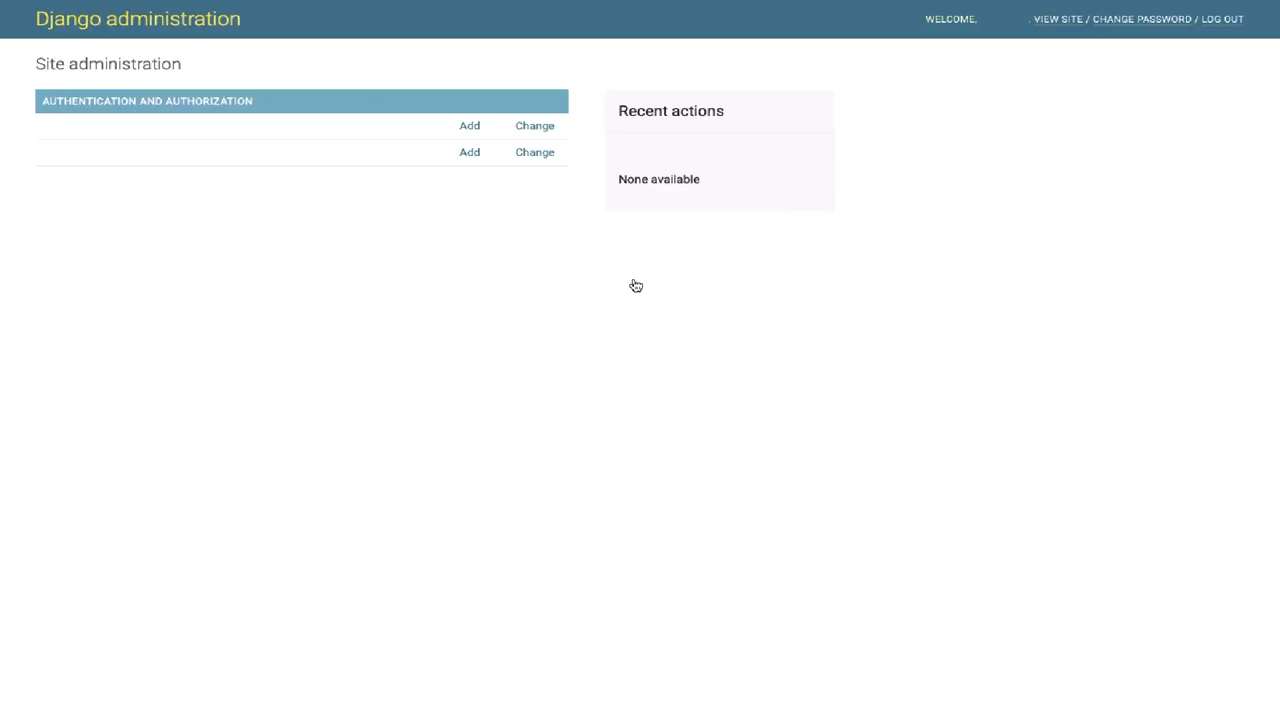 Django administration
WELCOME, . VIEW SITE / CHANGE PASSWORD / LOG OUT
Site administration
AUTHENTICATION AND AUTHORIZATION
Add Change
Add Change
Recent actions
None available